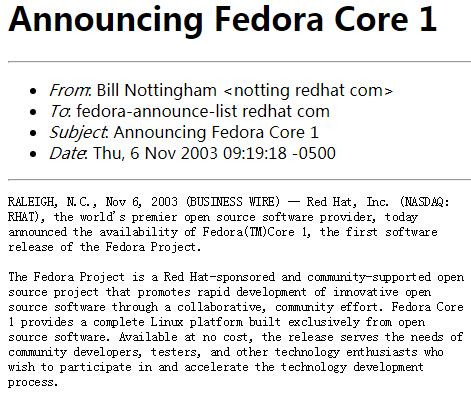 Announcing Fedora Core 1
From: Bill Nottingham <notting redhat com>
To: fedora-announce-list redhat com
Subject: Announcing Fedora Core 1
Date: Thu, 6 Nov 2003 09:19:18 -0500
RALEIGH, N.C., Nov 6, 2003 (BUSINESS WIRE) — Red Hat, Inc. (NASDAQ:
RHAT), the world's premier open source software provider, today
announced the availability of Fedora(TM)Core 1, the first software
release of the Fedora Project.
The Fedora Project is a Red Hat-sponsored and community-supported open
source project that promotes rapid development of innovative open
source software through a collaborative, community effort. Fedora Core
1 provides a complete Linux platform built exclusively from open
source software. Available at no cost, the release serves the needs of
community developers, testers, and other technology enthusiasts who
wish to participate in and accelerate the technology development
process.